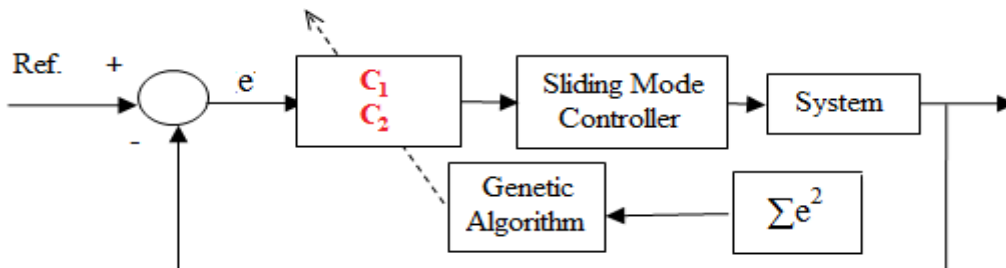 Ref.
+
-
e
C₁
C₂
Sliding Mode
Controller
System
Genetic
Algorithm
∑e²